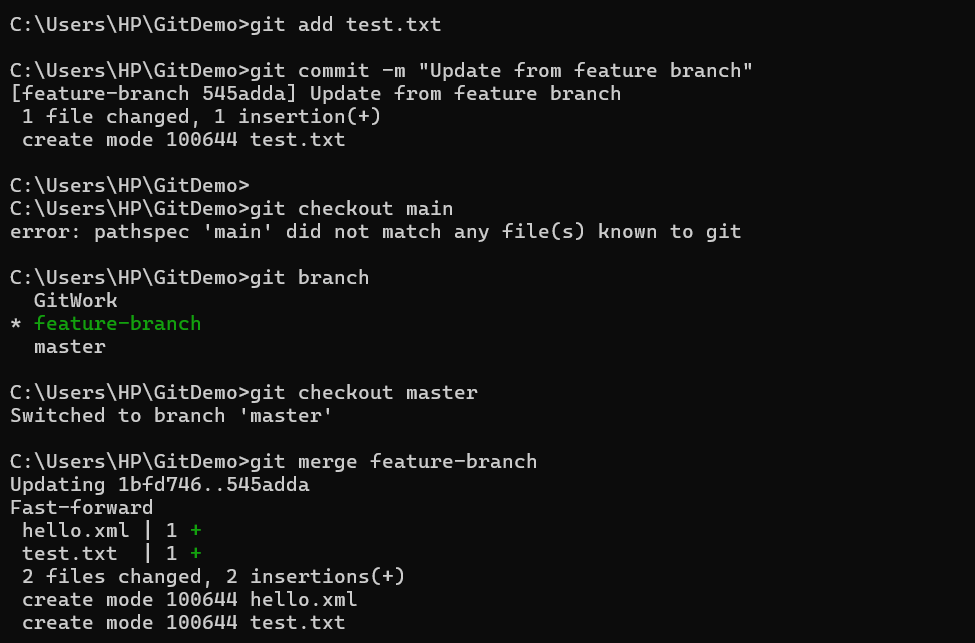 C:\Users\HP\GitDemo>git add test.txt
C:\Users\HP\GitDemo>git commit -m "Update from feature branch"
[feature-branch 545adda] Update from feature branch
 1 file changed, 1 insertion(+)
 create mode 100644 test.txt
C:\Users\HP\GitDemo>
C:\Users\HP\GitDemo>git checkout main
error: pathspec 'main' did not match any file(s) known to git
C:\Users\HP\GitDemo>git branch
  GitWork
* feature-branch
  master
C:\Users\HP\GitDemo>git checkout master
Switched to branch 'master'
C:\Users\HP\GitDemo>git merge feature-branch
Updating 1bfd746..545adda
Fast-forward
 hello.xml | 1 +
 test.txt  | 1 +
 2 files changed, 2 insertions(+)
 create mode 100644 hello.xml
 create mode 100644 test.txt